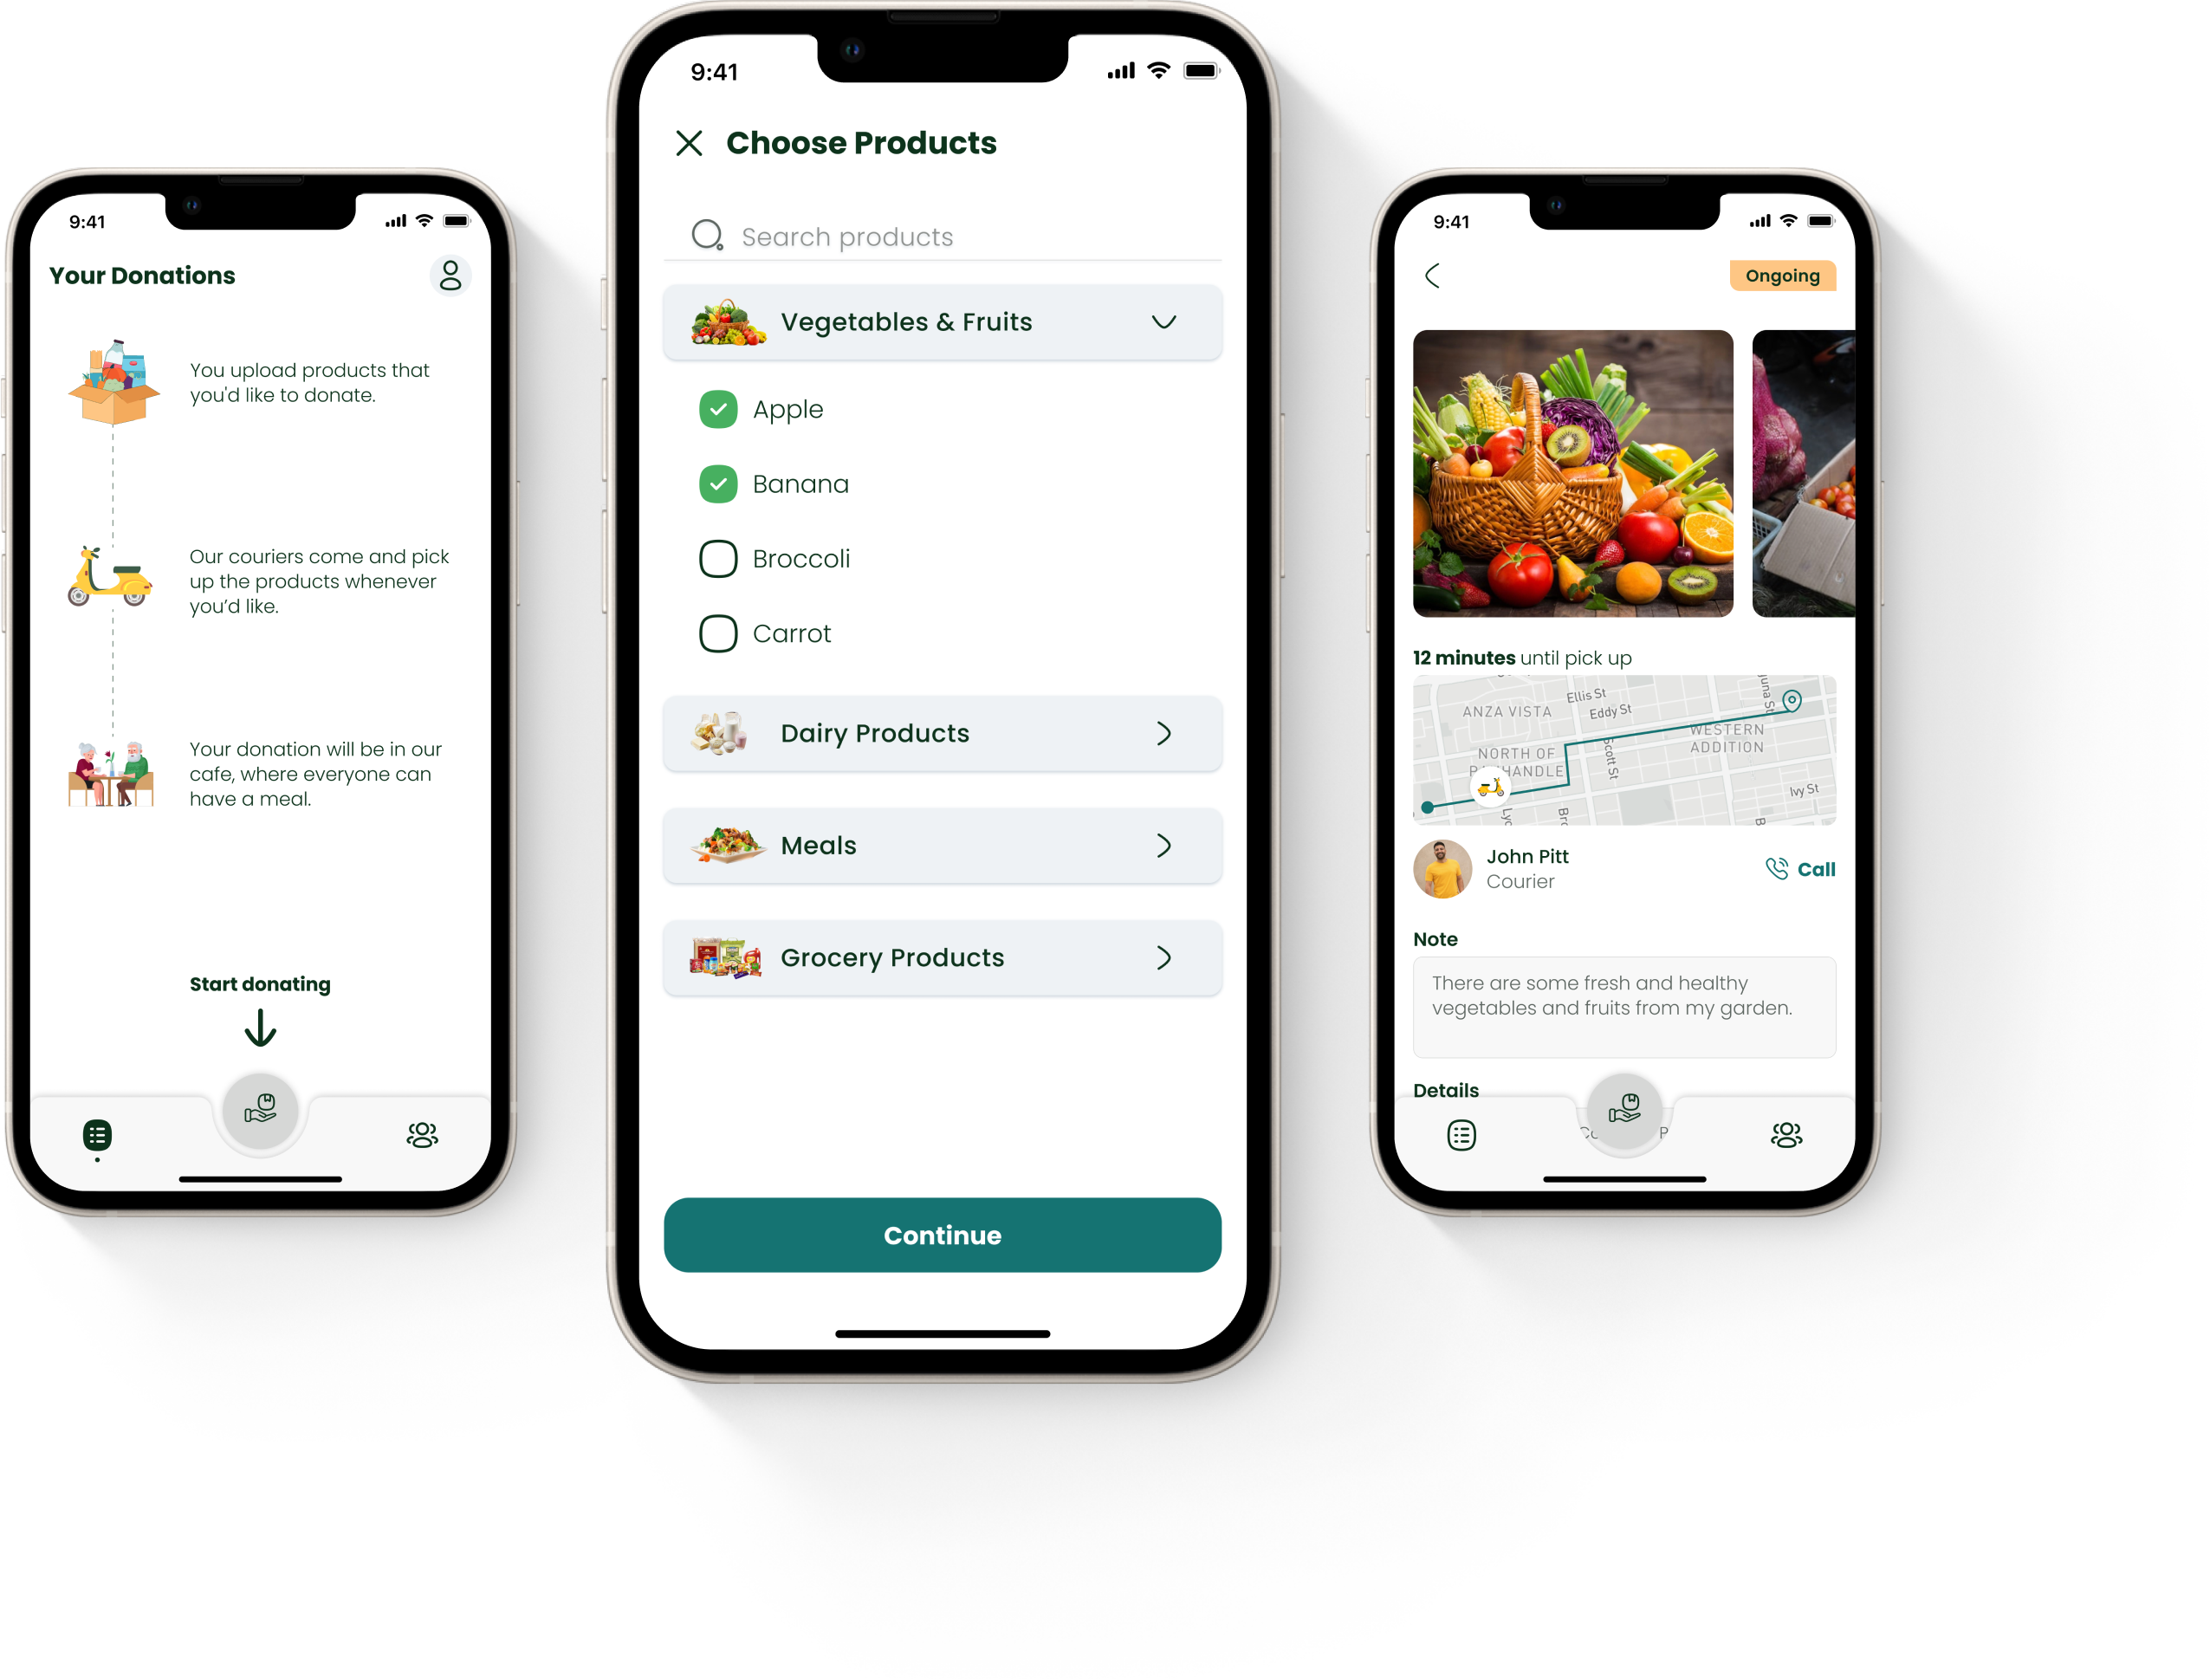 9:41
Your Donations
You upload products that
you'd like to donate.
Our couriers come and pick
up the products whenever
you’d like.
Your donation will be in our
cafe, where everyone can
have a meal.
Start donating
9:41
Choose Products
Search products
Vegetables & Fruits
Apple
Banana
Broccoli
Carrot
Dairy Products
Meals
Grocery Products
Continue
9:41
Ongoing
12 minutes until pick up
Ellis St
Eddy St
ANZA VISTA
WESTERN
ADDITION
NORTH OF
Scott St
Ivy St
John Pitt
Courier
Call
Note
There are some fresh and healthy
vegetables and fruits from my garden.
Details